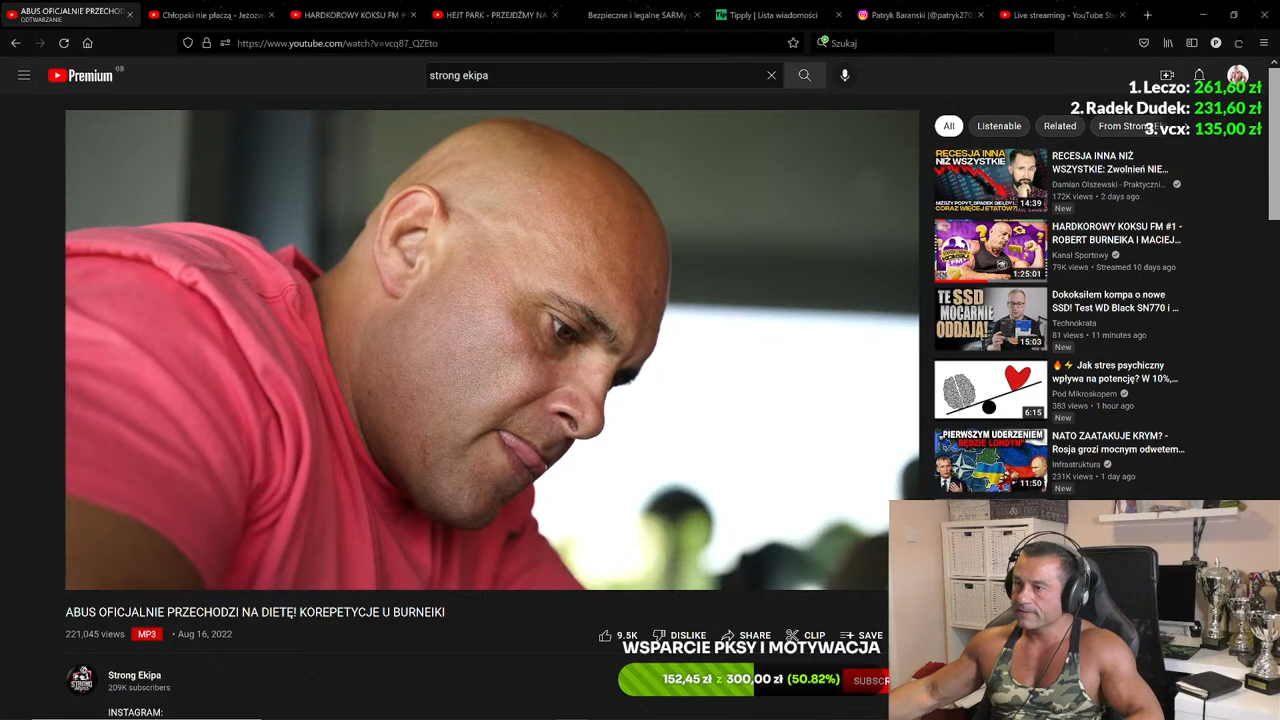 ABUS OFICJALNIE PRZECHOD
ODTWARZANIE
Chłopaki nie płaczą - Jeżozwi
HARDKOROWY KOKSU FM #
HEJT PARK - PRZEJDŹMY NA
Bezpieczne i legalne SARMy
Tipply | Lista wiadomości
Patryk Baranski (@patryk270
Live streaming - YouTube Stu
https://www.youtube.com/watch?v=vcq87_QZEto
Szukaj
Premium GB
strong ekipa
1. Leczo: 261,60 zł
2. Radek Dudek: 231,60 zł
3. vcx: 135,00 zł
All
Listenable
Related
From Strong
RECESJA INNA NIŻ WSZYSTKIE
14:39
RECESJA INNA NIŻ
WSZYSTKIE: Zwolnień NIE...
Damian Olszewski - Praktyczni...
172K views • 2 days ago
New
1:25:01
HARDKOROWY KOKSU FM #1 -
ROBERT BURNEIKA I MACIEJ...
Kanał Sportowy
79K views • Streamed 10 days
ago
TE SSD
MOCARNIE
ODDAJĄ!
15:03
Dokoksiłem kompa o nowe
SSD! Test WD Black SN770 i ...
Technokrata
81 views • 11 minutes ago
New
6:15
Jak stres psychiczny
wpływa na potencję? W 10%,...
Pod Mikroskopem
383 views • 1 hour ago
New
"PIERWSZYM UDERZENIEM
BĘDZIE LONDYN"
11:50
NATO ZAATAKUJE KRYM? -
Rosja grozi mocnym odwetem...
Infrastruktura
231K views • 1 day ago
New
ABUS OFICJALNIE PRZECHODZI NA DIETĘ! KOREPETYCJE U BURNEIKI
221,045 views MP3 • Aug 16, 2022
9.5K DISLIKE SHARE CLIP SAVE
WSPARCIE PKSY I MOTYWACJA
152,45 zł z 300,00 zł (50.82%)
SUBSCR
Strong Ekipa
209K subscribers
INSTAGRAM: